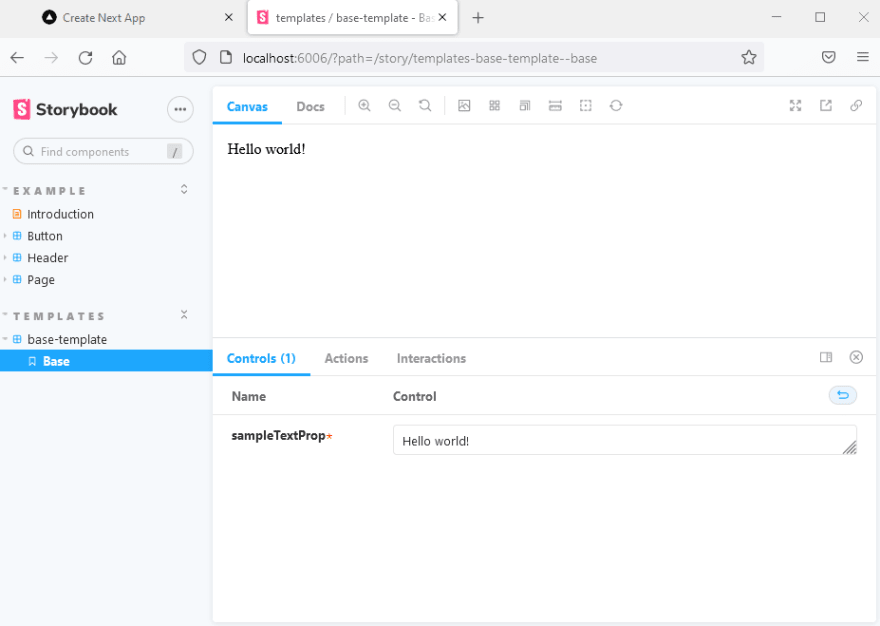 Create Next App
templates / base-template - Bas
localhost:6006/?path=/story/templates-base-template--base
Storybook
Canvas
Docs
Find components
/
EXAMPLE
Introduction
Button
Header
Page
TEMPLATES
base-template
Base
Hello world!
Controls (1)
Actions
Interactions
Name
Control
sampleTextProp*
Hello world!